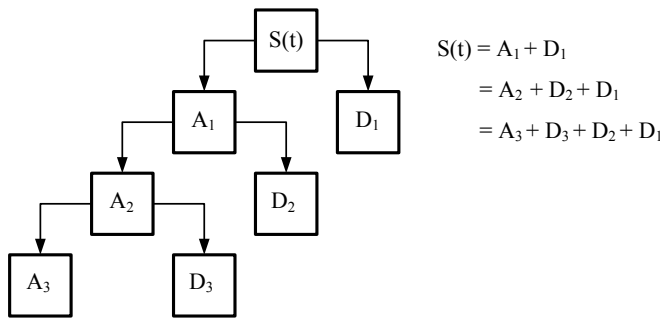 S(t)
S(t) = A₁ + D₁
A₁
D₁
= A₂ + D₂ + D₁
= A₃ + D₃ + D₂ + D₁
A₂
D₂
A₃
D₃